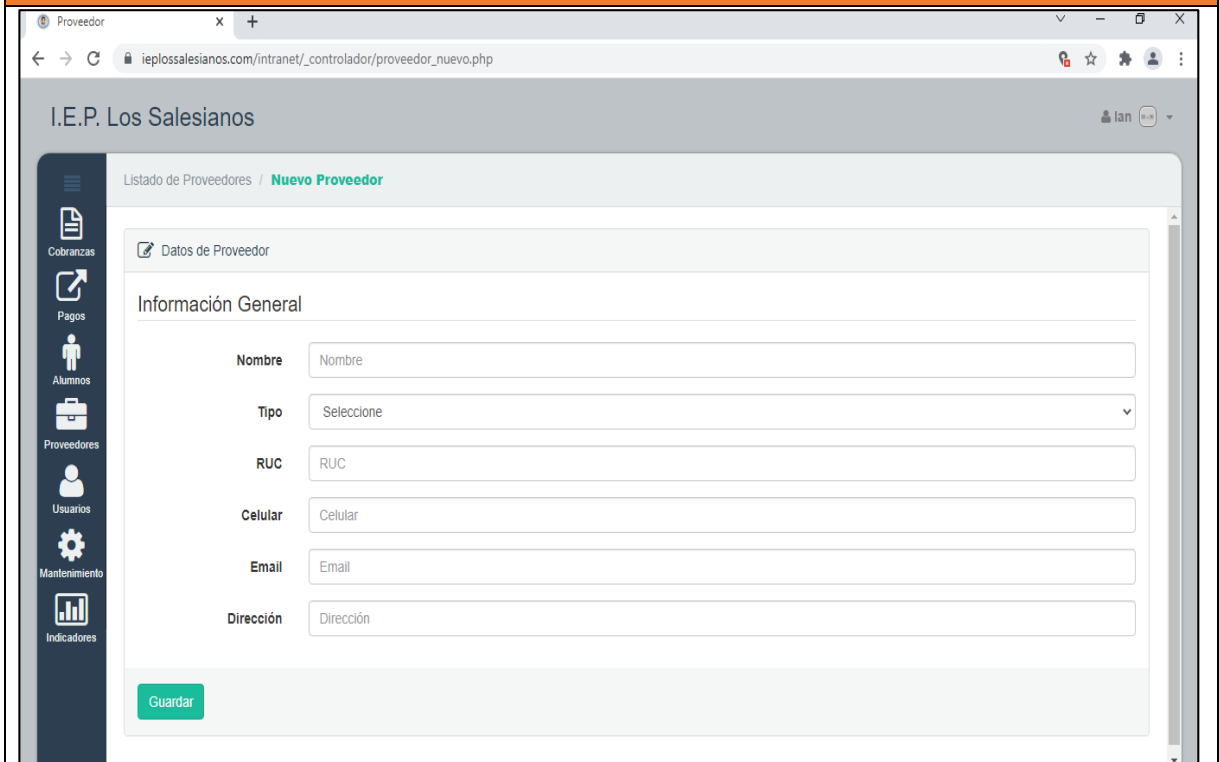 Proveedor
ieplossalesianos.com/intranet/_controlador/proveedor_nuevo.php
I.E.P. Los Salesianos
Ian
Listado de Proveedores / Nuevo Proveedor
Cobranzas
Pagos
Alumnos
Proveedores
Usuarios
Mantenimiento
Indicadores
Datos de Proveedor
Información General
Nombre Nombre
Tipo Seleccione
RUC RUC
Celular Celular
Email Email
Dirección Dirección
Guardar